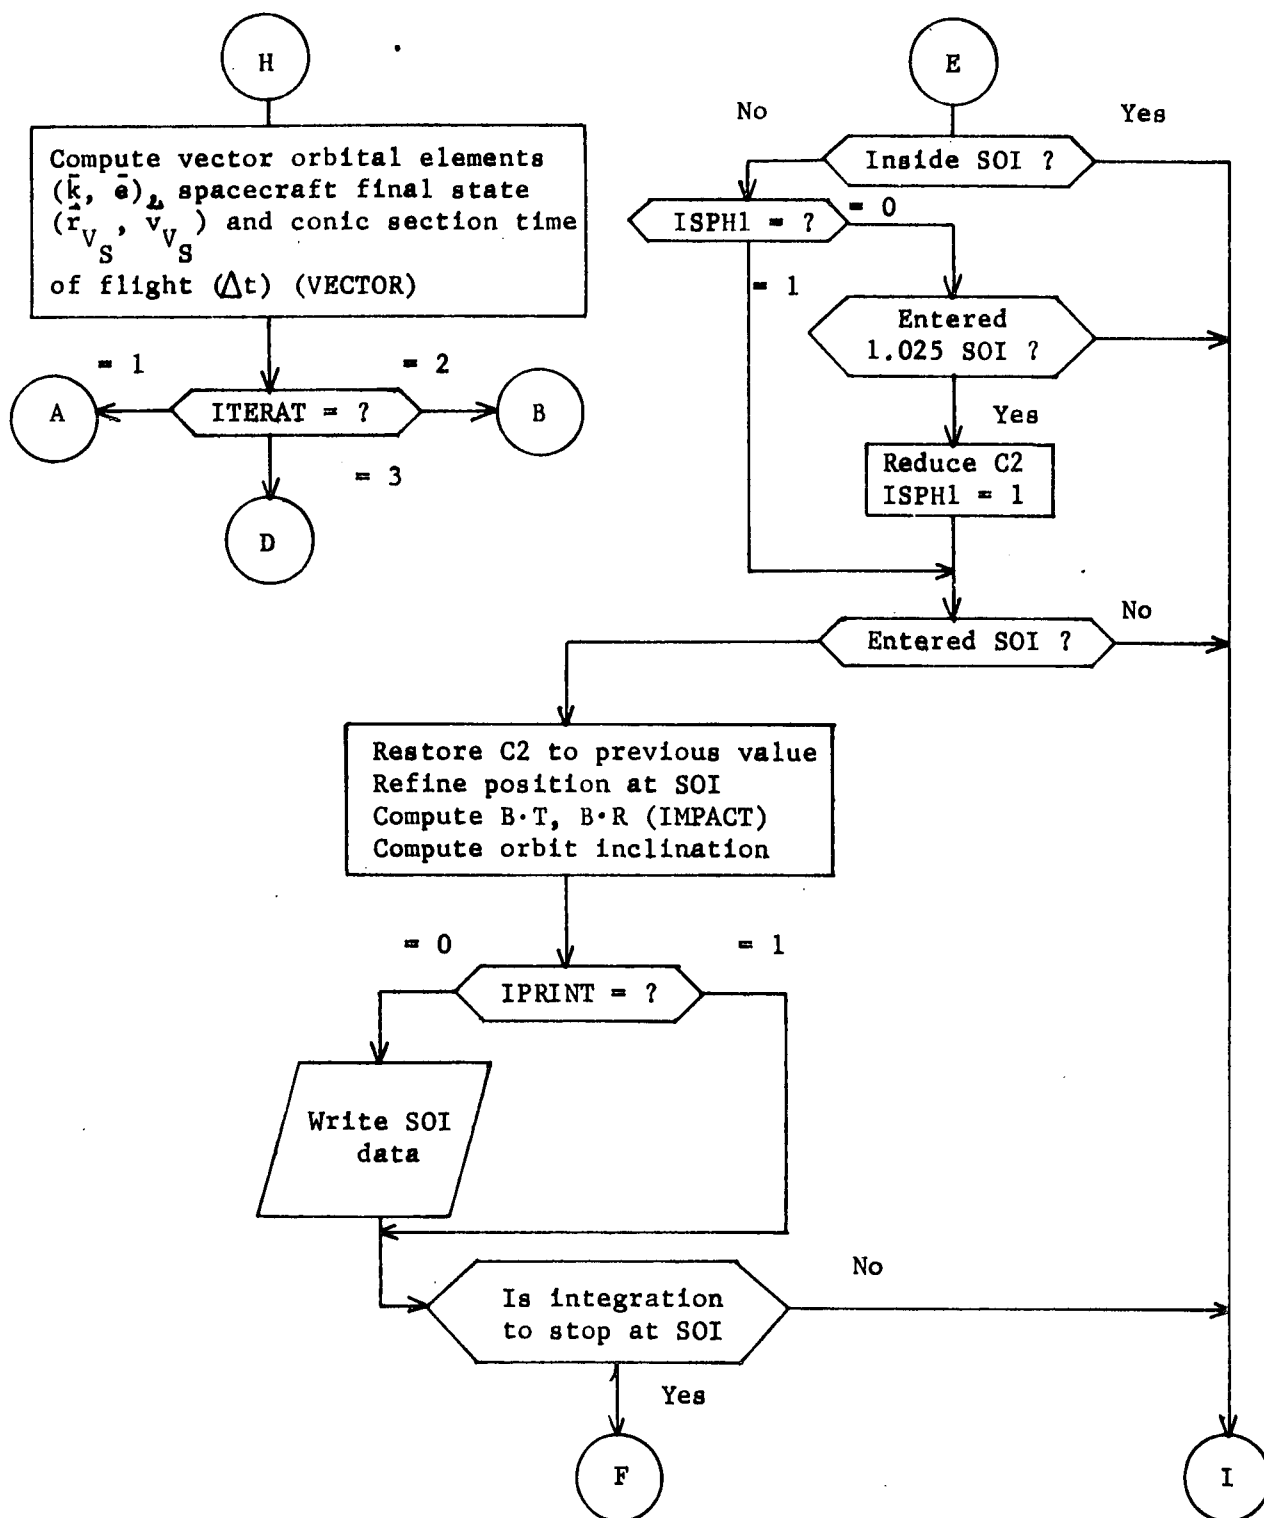 H
Compute vector orbital elements
(k̄, ē), spacecraft final state
(r⃗_V_S, v⃗_V_S) and conic section time
of flight (Δt) (VECTOR)
= 1
= 2
A
ITERAT = ?
B
= 3
D
E
No
Yes
Inside SOI ?
= 0
ISPH1 = ?
= 1
Entered
1.025 SOI ?
Yes
Reduce C2
ISPH1 = 1
No
Entered SOI ?
Restore C2 to previous value
Refine position at SOI
Compute B·T, B·R (IMPACT)
Compute orbit inclination
= 0
= 1
IPRINT = ?
Write SOI
data
No
Is integration
to stop at SOI
Yes
F
I